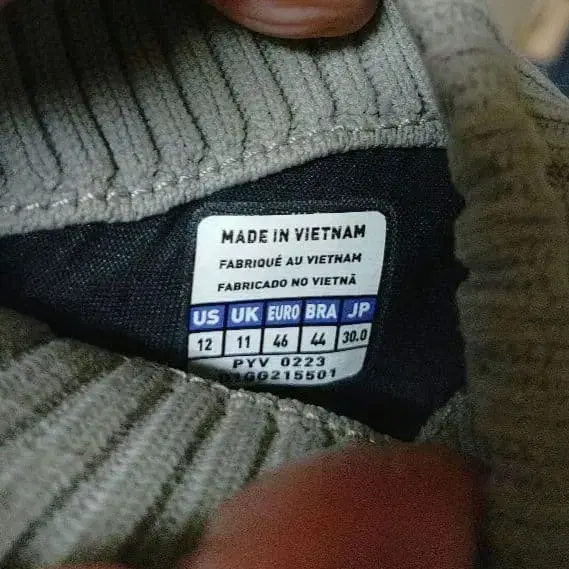 MADE IN VIETNAM
FABRIQUÉ AU VIETNAM
FABRICADO NO VIETNÃ
US UK EURO BRA JP
12 11 46 44 30.0
PYV 0223